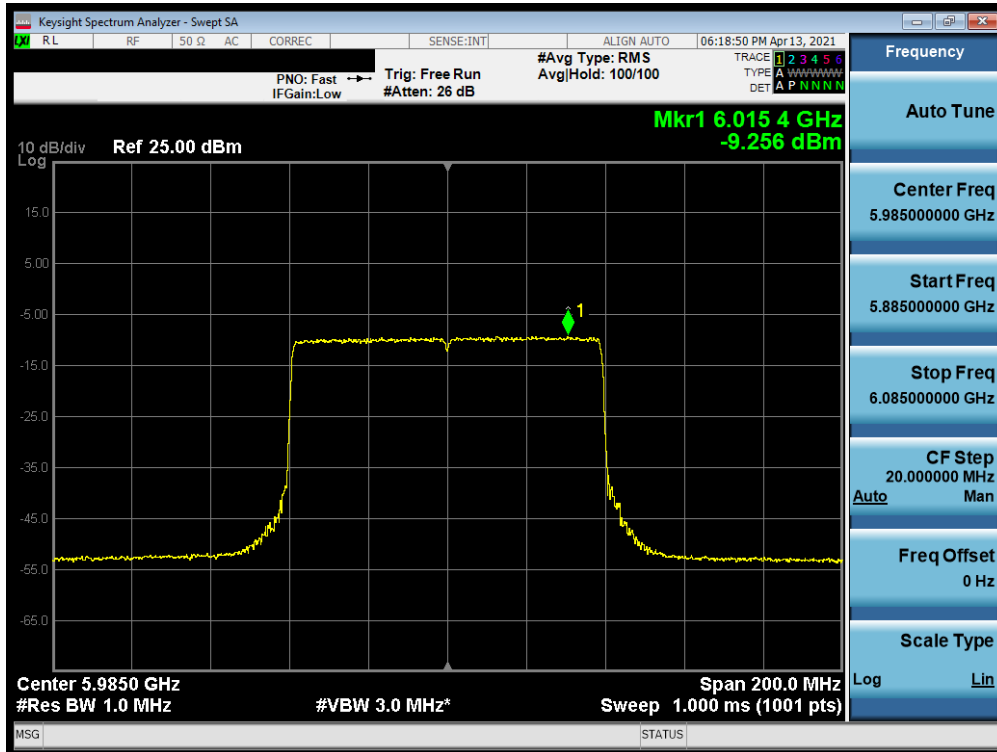 Keysight Spectrum Analyzer - Swept SA
LXI RL RF 50 Ω AC CORREC SENSE:INT ALIGN AUTO 06:18:50 PM Apr 13, 2021
PNO: Fast Trig: Free Run #Avg Type: RMS TRACE 1 2 3 4 5 6
IFGain:Low #Atten: 26 dB Avg|Hold: 100/100 TYPE A WWWWW
DET A P N N N N
Mkr1 6.015 4 GHz
-9.256 dBm
10 dB/div Ref 25.00 dBm
Log
15.0
5.00
-5.00
1
-15.0
-25.0
-35.0
-45.0
-55.0
-65.0
Center 5.9850 GHz Span 200.0 MHz
#Res BW 1.0 MHz #VBW 3.0 MHz* Sweep 1.000 ms (1001 pts)
MSG STATUS
Frequency
Auto Tune
Center Freq
5.985000000 GHz
Start Freq
5.885000000 GHz
Stop Freq
6.085000000 GHz
CF Step
20.000000 MHz
Auto Man
Freq Offset
0 Hz
Scale Type
Log Lin